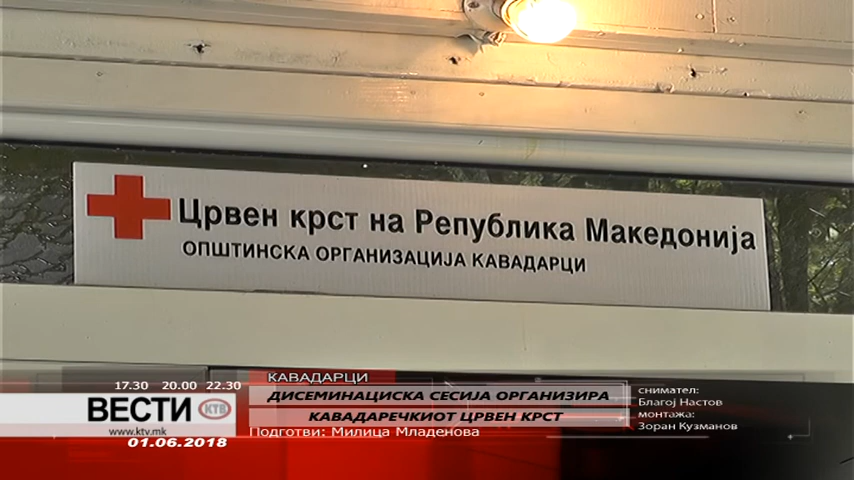 Црвен крст на Република Македонија
ОПШТИНСКА ОРГАНИЗАЦИЈА КАВАДАРЦИ
17.30 20.00 22.30
ВЕСТИ КТВ
www.ktv.mk
01.06.2018
КАВАДАРЦИ
ДИСЕМИНАЦИСКА СЕСИЈА ОРГАНИЗИРА
КАВАДАРЕЧКИОТ ЦРВЕН КРСТ
Подготви: Милица Младенова
снимател:
Благој Настов
монтажа:
Зоран Кузманов